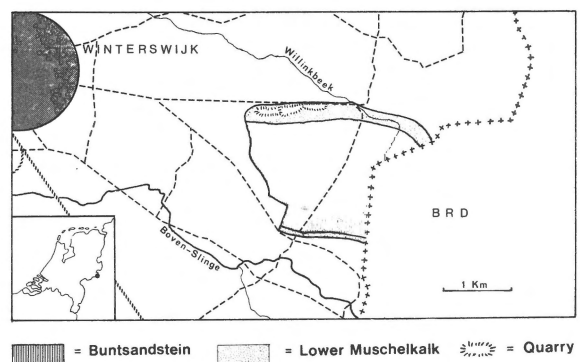 WINTERSWIJK
Willinkbeek
BRD
Boven-Slinge
1 Km
= Buntsandstein
= Lower Muschelkalk
= Quarry